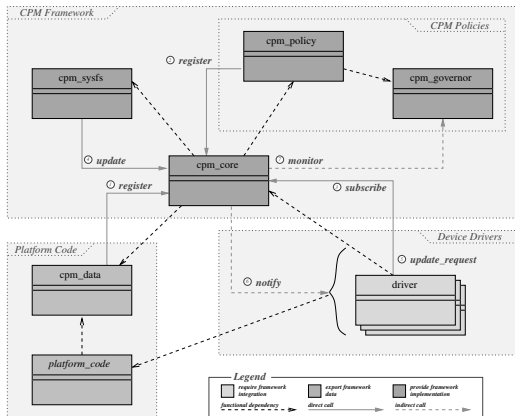 CPM Framework
CPM Policies
cpm_policy
register
cpm_sysfs
cpm_governor
update
cpm_core
monitor
register
subscribe
Platform Code
Device Drivers
cpm_data
update_request
notify
driver
platform_code
Legend
require framework integration
export framework data
provide framework implementation
functional dependency
direct call
indirect call